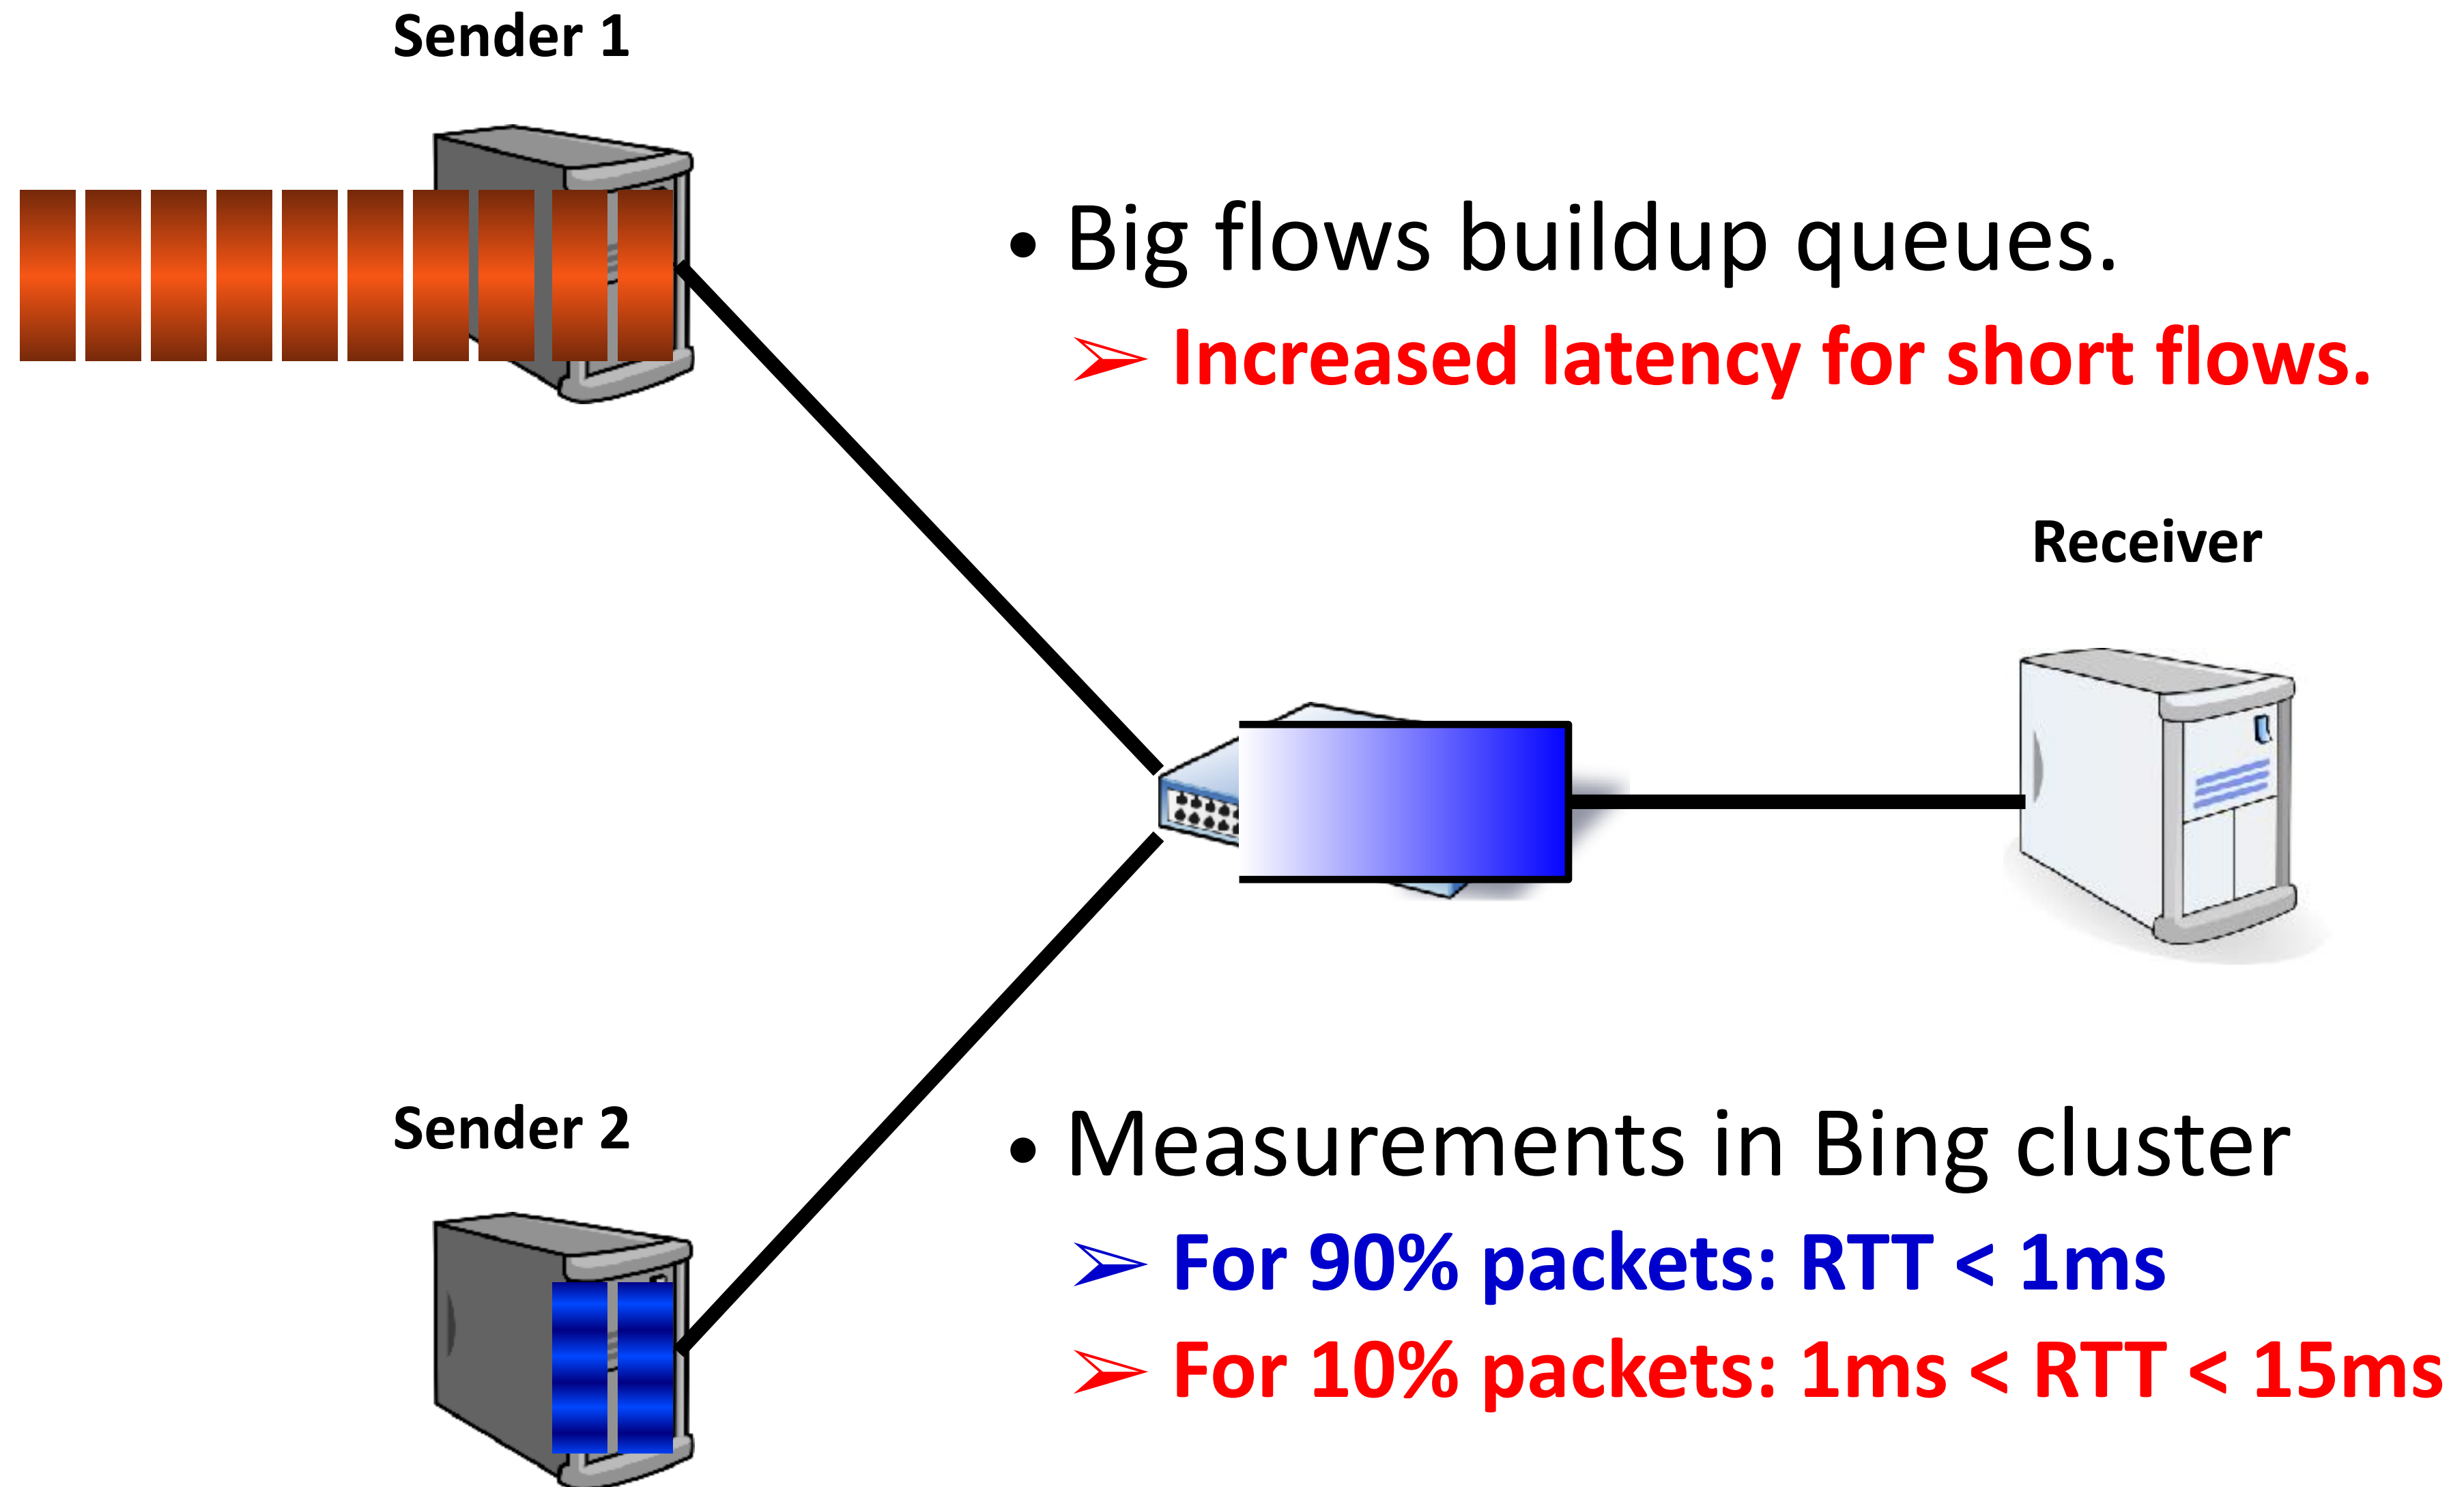 Sender 1
• Big flows buildup queues.
➢ Increased latency for short flows.
Receiver
Sender 2
• Measurements in Bing cluster
➢ For 90% packets: RTT < 1ms
➢ For 10% packets: 1ms < RTT < 15ms